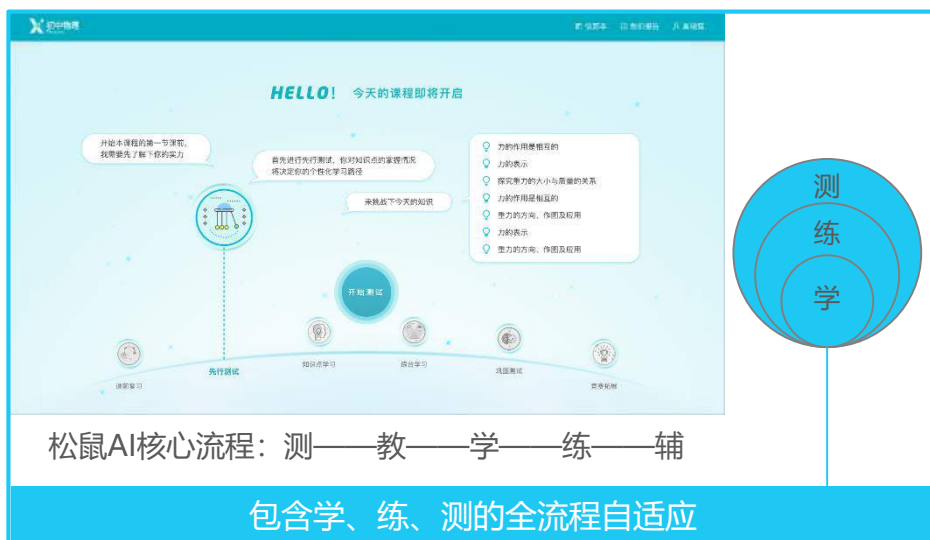 初中物理
HELLO! 今天的课程即将开启
开始本课程的第一节课前,
我需要先了解下你的实力
首先进行先行测试, 你对知识点的掌握情况
将决定你的个性化学习路径
来挑战下今天的知识
力的作用是相互的
力的表示
探究重力的大小与质量的关系
力的作用是相互的
重力的方向、作图及应用
力的表示
重力的方向、作图及应用
开始测试
课前复习
先行测试
知识点学习
综合学习
巩固测试
竞赛拓展
测
练
学
松鼠AI核心流程：测——教——学——练——辅
包含学、练、测的全流程自适应